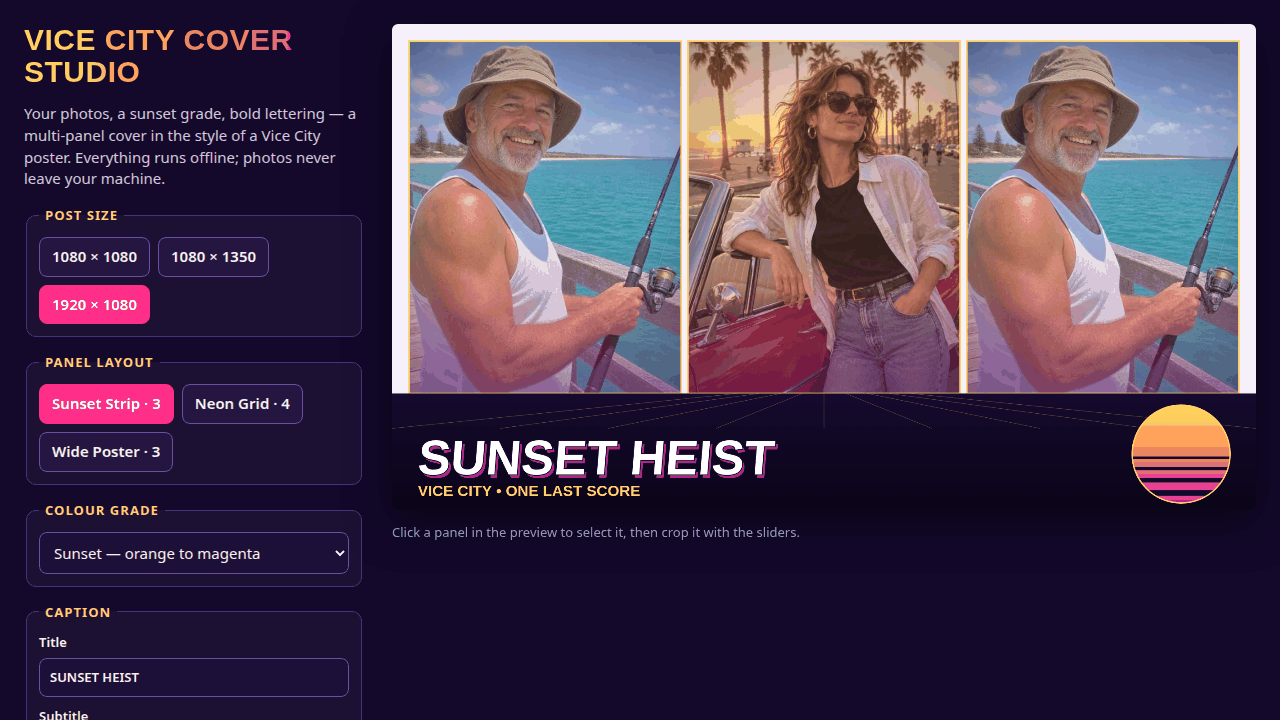 VICE CITY COVER
STUDIO
Your photos, a sunset grade, bold lettering — a
multi-panel cover in the style of a Vice City
poster. Everything runs offline; photos never
leave your machine.
POST SIZE
1080 × 1080
1080 × 1350
1920 × 1080
PANEL LAYOUT
Sunset Strip · 3
Neon Grid · 4
Wide Poster · 3
COLOUR GRADE
Sunset — orange to magenta
CAPTION
Title
SUNSET HEIST
Subtitle
SUNSET HEIST
VICE CITY • ONE LAST SCORE
Click a panel in the preview to select it, then crop it with the sliders.